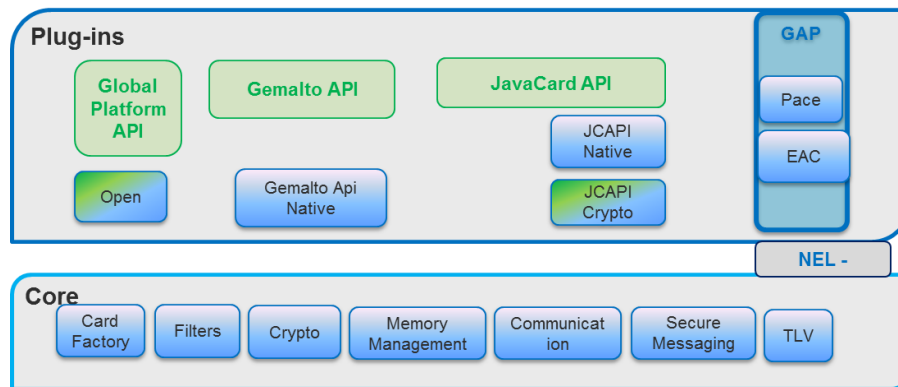 Plug-ins
GAP
Global
Platform
API
Gemalto API
JavaCard API
Pace
JCAPI
Native
EAC
Open
Gemalto Api
Native
JCAPI
Crypto
NEL -
Core
Card
Factory
Filters
Crypto
Memory
Management
Communicat
ion
Secure
Messaging
TLV